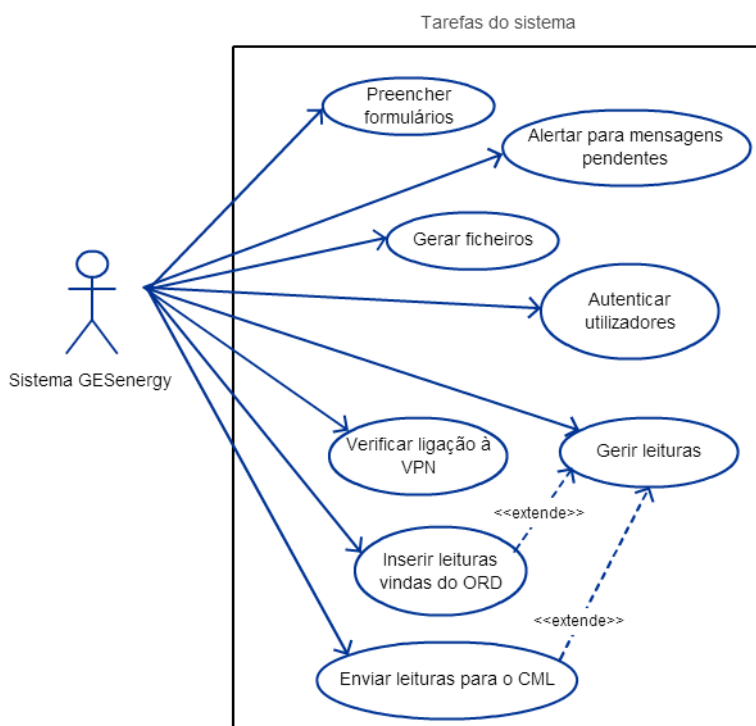 Tarefas do sistema
Preencher
formulários
Alertar para mensagens
pendentes
Gerar ficheiros
Autenticar
utilizadores
Sistema GESenergy
Verificar ligação à
VPN
Gerir leituras
<<extende>>
Inserir leituras
vindas do ORD
<<extende>>
Enviar leituras para o CML